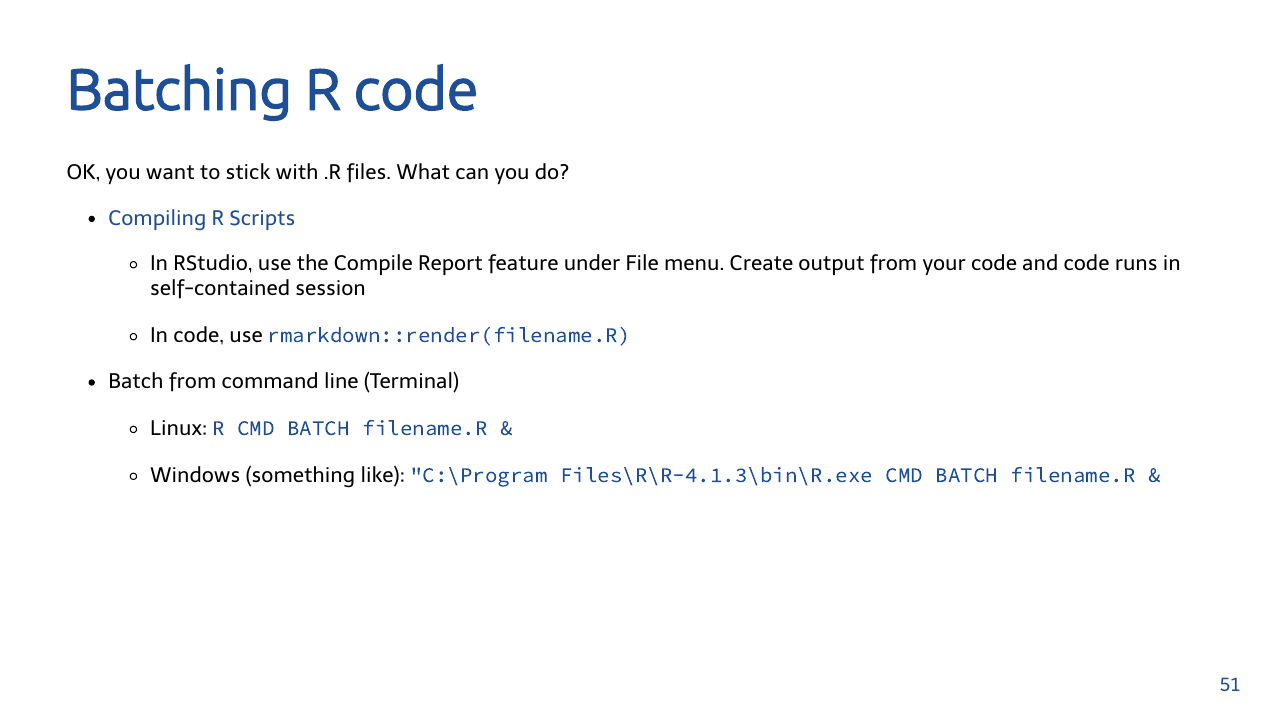 Batching R code
OK, you want to stick with .R files. What can you do?
• Compiling R Scripts
◦ In RStudio, use the Compile Report feature under File menu. Create output from your code and code runs in
self-contained session
◦ In code, use rmarkdown::render(filename.R)
• Batch from command line (Terminal)
◦ Linux: R CMD BATCH filename.R &
◦ Windows (something like): "C:\Program Files\R\R-4.1.3\bin\R.exe CMD BATCH filename.R &
51